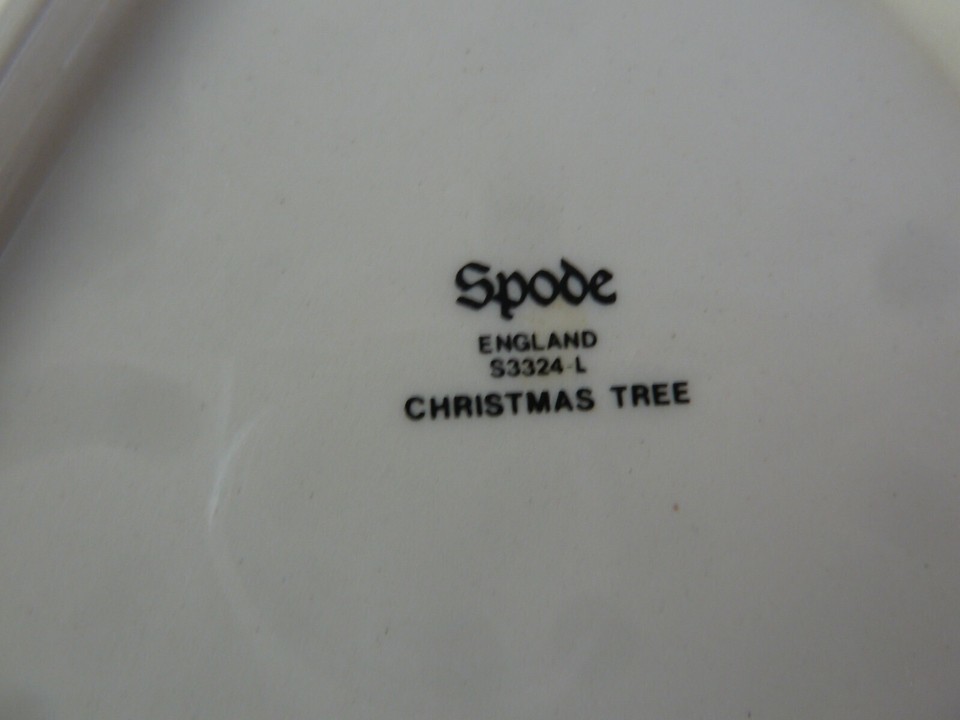 Spode
ENGLAND
S3324-L
CHRISTMAS TREE